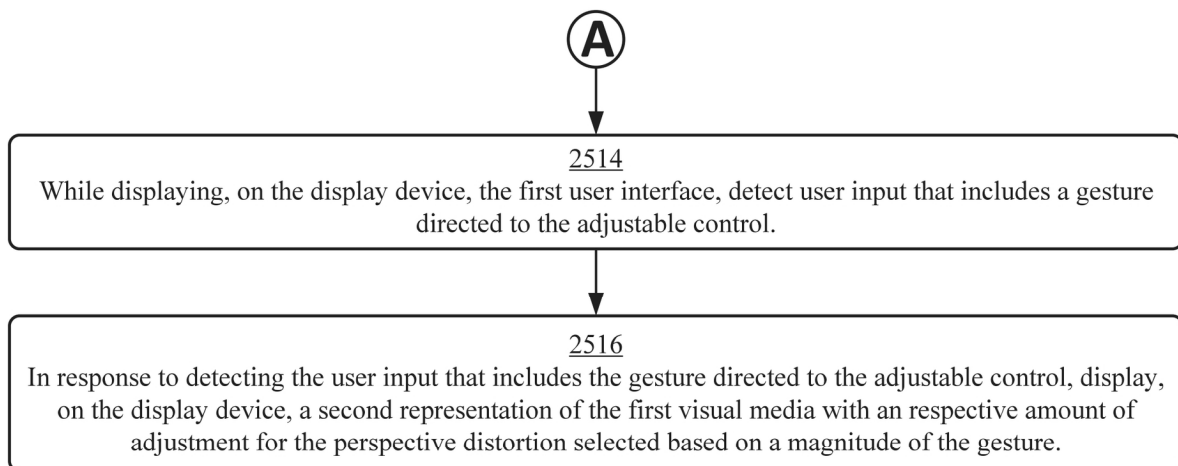 A
2514
While displaying, on the display device, the first user interface, detect user input that includes a gesture
directed to the adjustable control.
2516
In response to detecting the user input that includes the gesture directed to the adjustable control, display,
on the display device, a second representation of the first visual media with an respective amount of
adjustment for the perspective distortion selected based on a magnitude of the gesture.